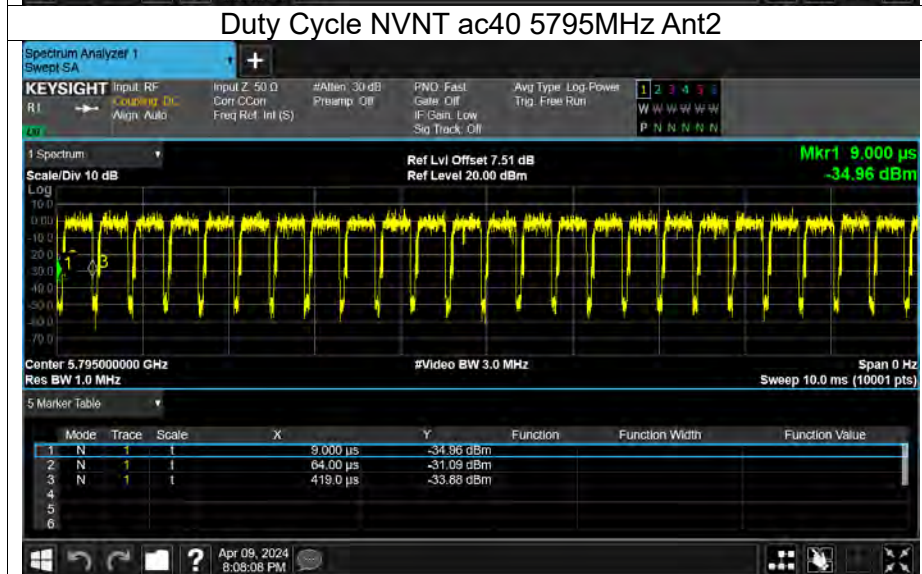 Duty Cycle NVNT ac40 5795MHz Ant2
Spectrum Analyzer 1
Swept SA
+
KEYSIGHT Input: RF Input Z: 50 Ω #Atten: 30 dB PNO: Fast Avg Type: Log-Power 1 2 3 4 5 6
Coupling: DC Corr CCorr Preamp: Off Gate: Off Trig: Free Run W W W W W W
Align: Auto Freq Ref: Int (S) IF Gain: Low
Sig Track: Off P N N N N N
1 Spectrum Ref Lvl Offset 7.51 dB Mkr1 9.000 µs
Scale/Div 10 dB Ref Level 20.00 dBm -34.96 dBm
Log
10.0
0.00
-10.0
-20.0
-30.0
-40.0
-50.0
-60.0
-70.0
1
3
Center 5.795000000 GHz #Video BW 3.0 MHz Span 0 Hz
Res BW 1.0 MHz Sweep 10.0 ms (10001 pts)
5 Marker Table
Mode Trace Scale X Y Function Function Width Function Value
1 N 1 t 9.000 µs -34.96 dBm
2 N 1 t 64.00 µs -31.09 dBm
3 N 1 t 419.0 µs -33.88 dBm
4
5
6
? Apr 09, 2024
8:08:08 PM